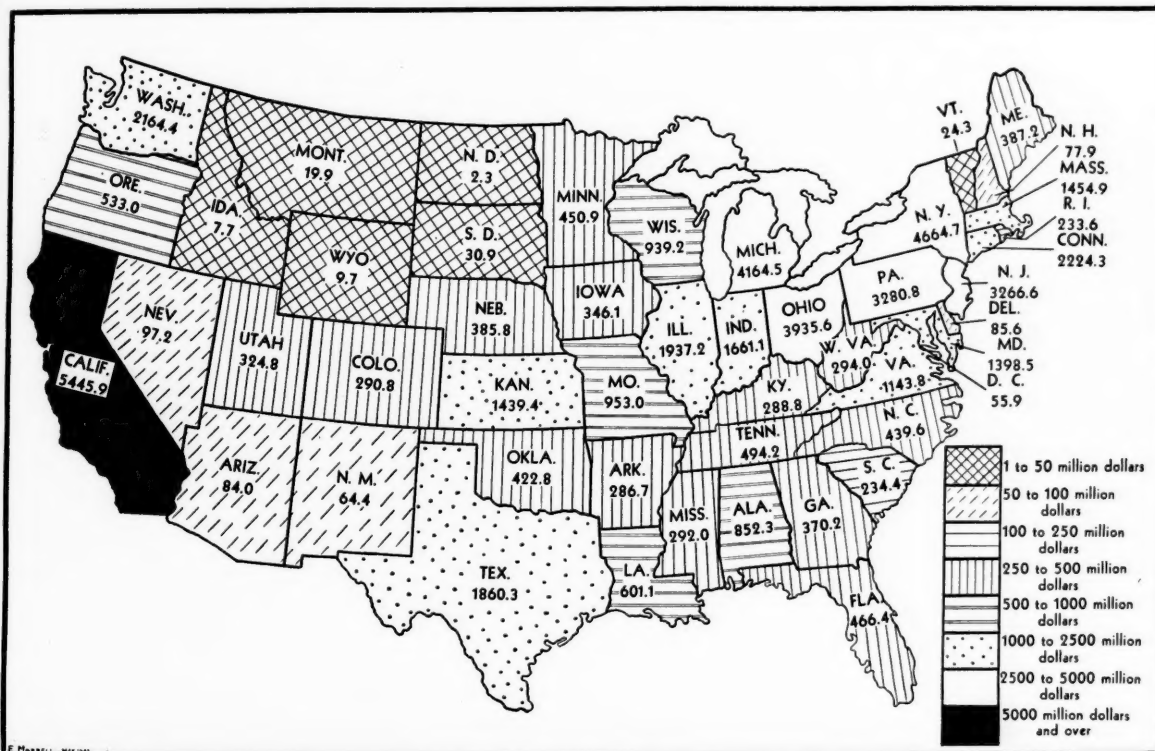 WASH.
2164.4
ORE.
533.0
CALIF.
5445.9
IDA.
7.7
NEV.
97.2
MONT.
19.9
WYO
9.7
UTAH
324.8
COLO.
290.8
ARIZ.
84.0
N. M.
64.4
N. D.
2.3
S. D.
30.9
NEB.
385.8
KAN.
1439.4
OKLA.
422.8
TEX.
1860.3
MINN.
450.9
IOWA
346.1
MO.
953.0
ARK.
286.7
LA.
601.1
WIS.
939.2
ILL.
1937.2
MICH.
4164.5
IND.
1661.1
OHIO
3935.6
KY.
288.8
TENN.
494.2
MISS.
292.0
ALA.
852.3
GA.
370.2
FLA.
466.4
S. C.
234.4
N. C.
439.6
VA.
1143.8
W. VA.
294.0
PA.
3280.8
N. Y.
4664.7
VT.
24.3
ME.
387.2
N. H.
77.9
MASS.
1454.9
R. I.
233.6
CONN.
2224.3
N. J.
3266.6
DEL.
85.6
MD.
1398.5
D. C.
55.9
1 to 50 million dollars
50 to 100 million
dollars
100 to 250 million
dollars
250 to 500 million
dollars
500 to 1000 million
dollars
1000 to 2500 million
dollars
2500 to 5000 million
dollars
5000 million dollars
and over